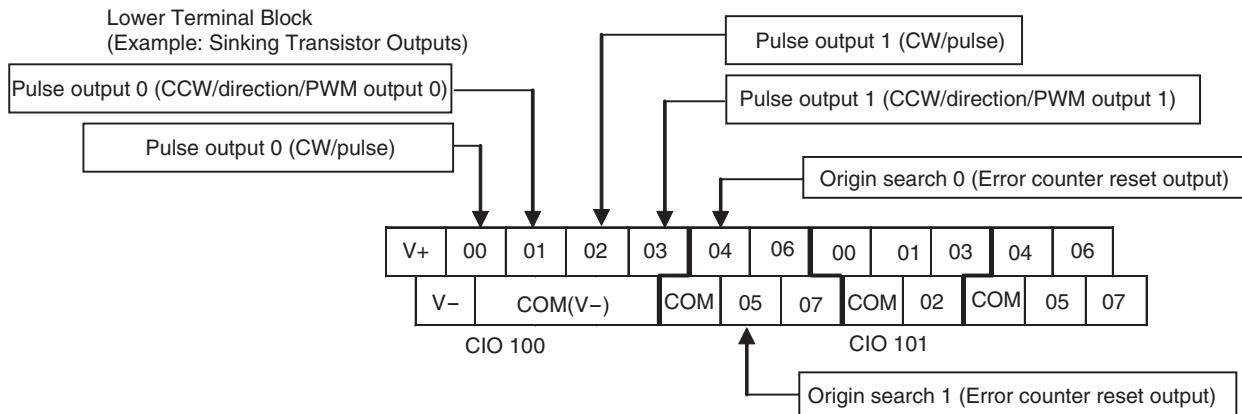 Lower Terminal Block
(Example: Sinking Transistor Outputs)
Pulse output 1 (CW/pulse)
Pulse output 0 (CCW/direction/PWM output 0)
Pulse output 1 (CCW/direction/PWM output 1)
Pulse output 0 (CW/pulse)
Origin search 0 (Error counter reset output)
V+ 00 01 02 03 04 06 00 01 03 04 06
V− COM(V−) COM 05 07 COM 02 COM 05 07
CIO 100 CIO 101
Origin search 1 (Error counter reset output)